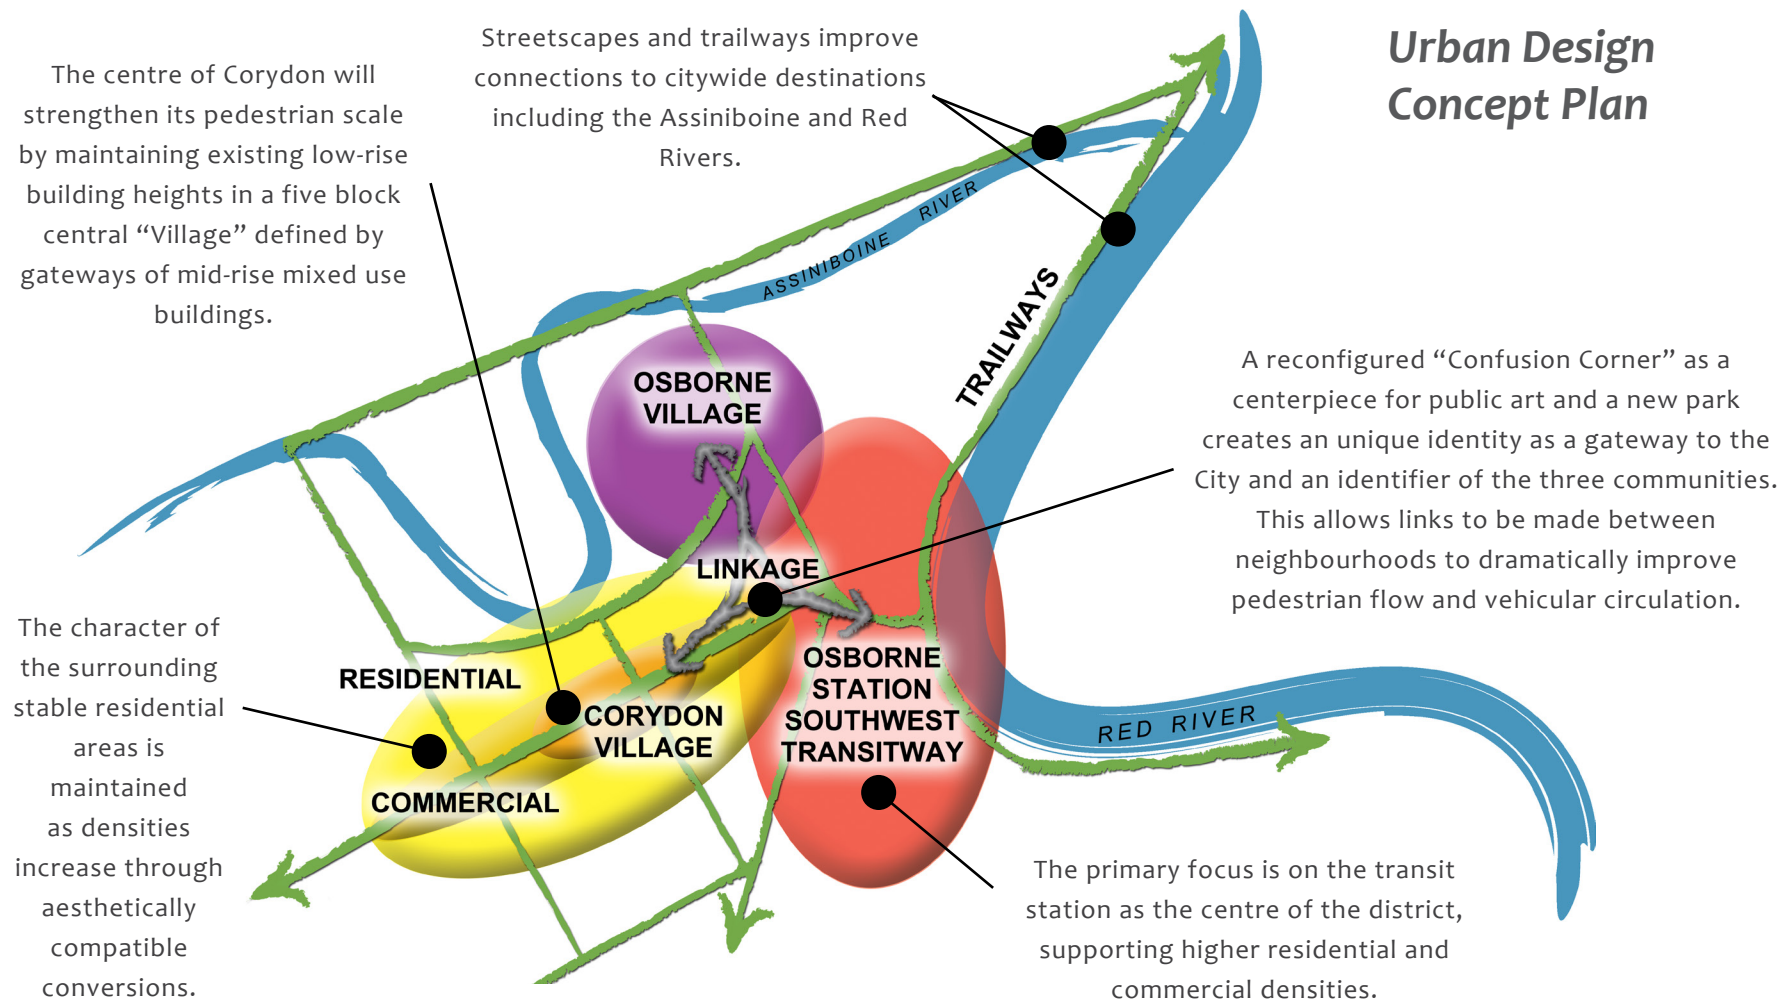 Urban Design
Concept Plan
The centre of Corydon will
strengthen its pedestrian scale
by maintaining existing low-rise
building heights in a five block
central “Village” defined by
gateways of mid-rise mixed use
buildings.
Streetscapes and trailways improve
connections to citywide destinations
including the Assiniboine and Red
Rivers.
ASSINIBOINE RIVER
TRAILWAYS
OSBORNE
VILLAGE
A reconfigured “Confusion Corner” as a
centerpiece for public art and a new park
creates an unique identity as a gateway to the
City and an identifier of the three communities.
This allows links to be made between
neighbourhoods to dramatically improve
pedestrian flow and vehicular circulation.
LINKAGE
The character of
the surrounding
stable residential
areas is
maintained
as densities
increase through
aesthetically
compatible
conversions.
RESIDENTIAL
CORYDON
VILLAGE
COMMERCIAL
OSBORNE
STATION
SOUTHWEST
TRANSITWAY
RED RIVER
The primary focus is on the transit
station as the centre of the district,
supporting higher residential and
commercial densities.